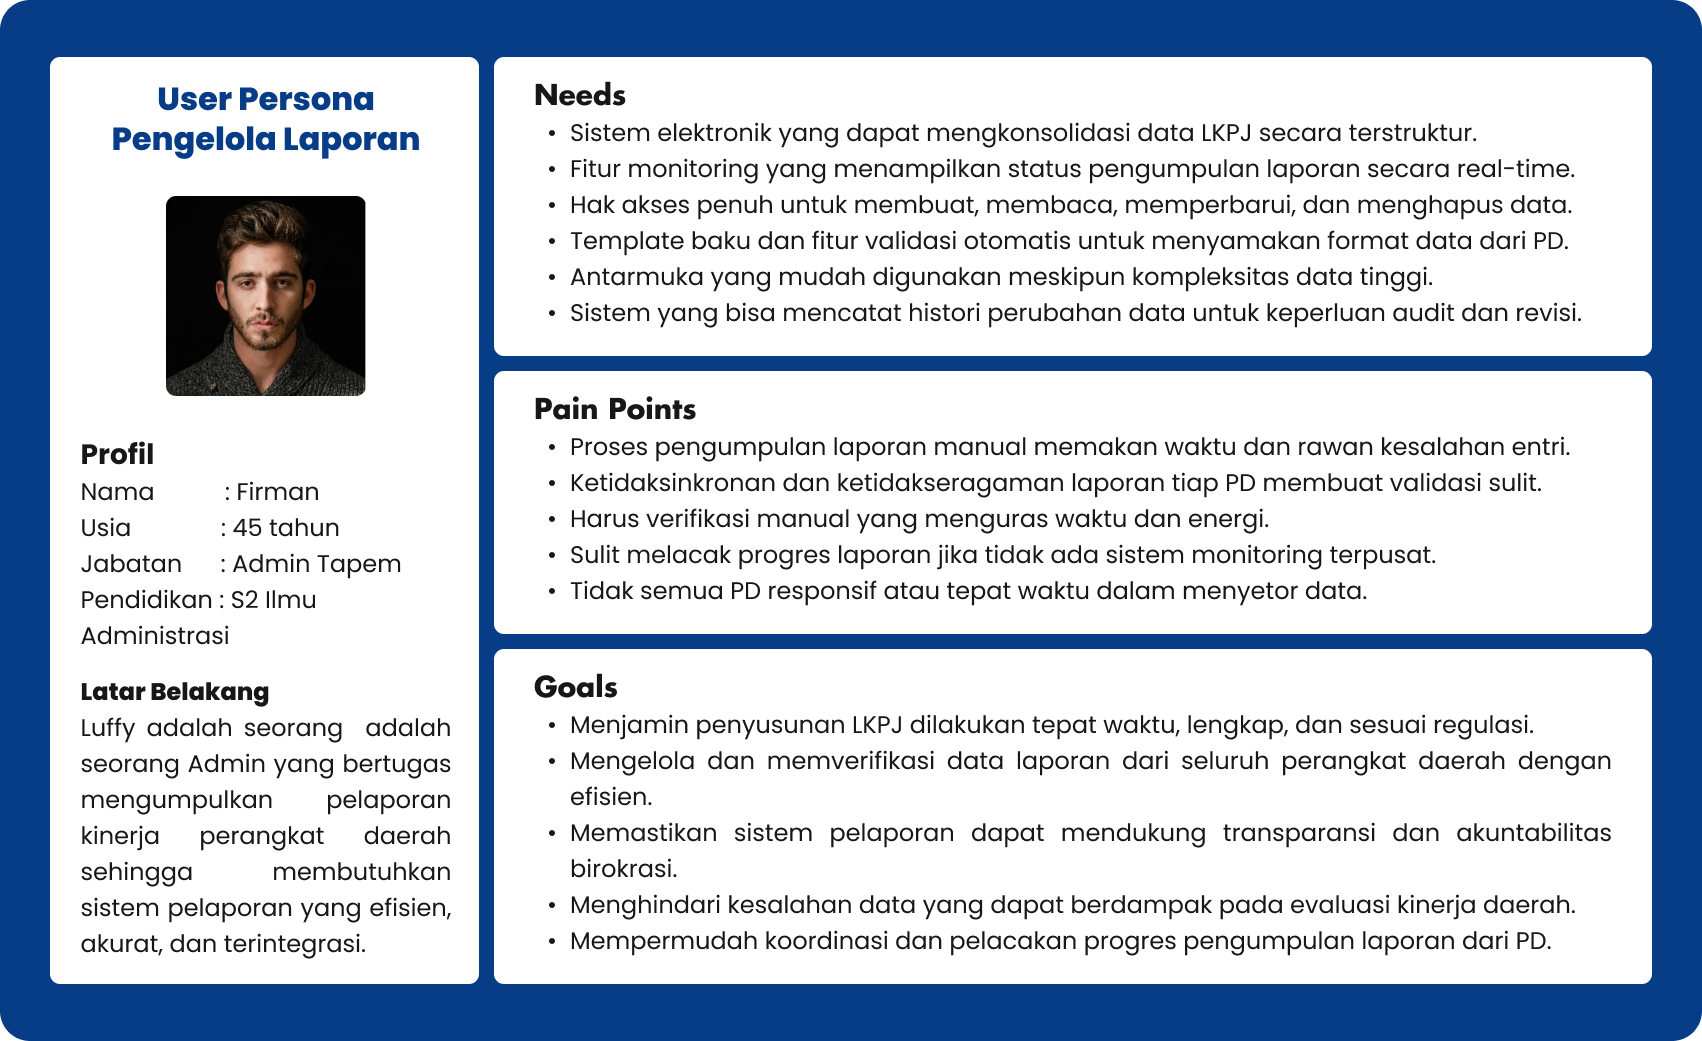 User Persona
Pengelola Laporan
Profil
Nama : Firman
Usia : 45 tahun
Jabatan : Admin Tapem
Pendidikan : S2 Ilmu
Administrasi
Latar Belakang
Luffy adalah seorang adalah
seorang Admin yang bertugas
mengumpulkan pelaporan
kinerja perangkat daerah
sehingga membutuhkan
sistem pelaporan yang efisien,
akurat, dan terintegrasi.
Needs
• Sistem elektronik yang dapat mengkonsolidasi data LKPJ secara terstruktur.
• Fitur monitoring yang menampilkan status pengumpulan laporan secara real-time.
• Hak akses penuh untuk membuat, membaca, memperbarui, dan menghapus data.
• Template baku dan fitur validasi otomatis untuk menyamakan format data dari PD.
• Antarmuka yang mudah digunakan meskipun kompleksitas data tinggi.
• Sistem yang bisa mencatat histori perubahan data untuk keperluan audit dan revisi.
Pain Points
• Proses pengumpulan laporan manual memakan waktu dan rawan kesalahan entri.
• Ketidaksinkronan dan ketidakseragaman laporan tiap PD membuat validasi sulit.
• Harus verifikasi manual yang menguras waktu dan energi.
• Sulit melacak progres laporan jika tidak ada sistem monitoring terpusat.
• Tidak semua PD responsif atau tepat waktu dalam menyetor data.
Goals
• Menjamin penyusunan LKPJ dilakukan tepat waktu, lengkap, dan sesuai regulasi.
• Mengelola dan memverifikasi data laporan dari seluruh perangkat daerah dengan
efisien.
• Memastikan sistem pelaporan dapat mendukung transparansi dan akuntabilitas
birokrasi.
• Menghindari kesalahan data yang dapat berdampak pada evaluasi kinerja daerah.
• Mempermudah koordinasi dan pelacakan progres pengumpulan laporan dari PD.